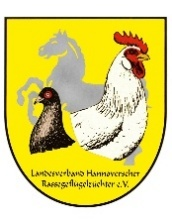 Landesverband Hannoverscher
Rassegeflügelzüchter e.V.